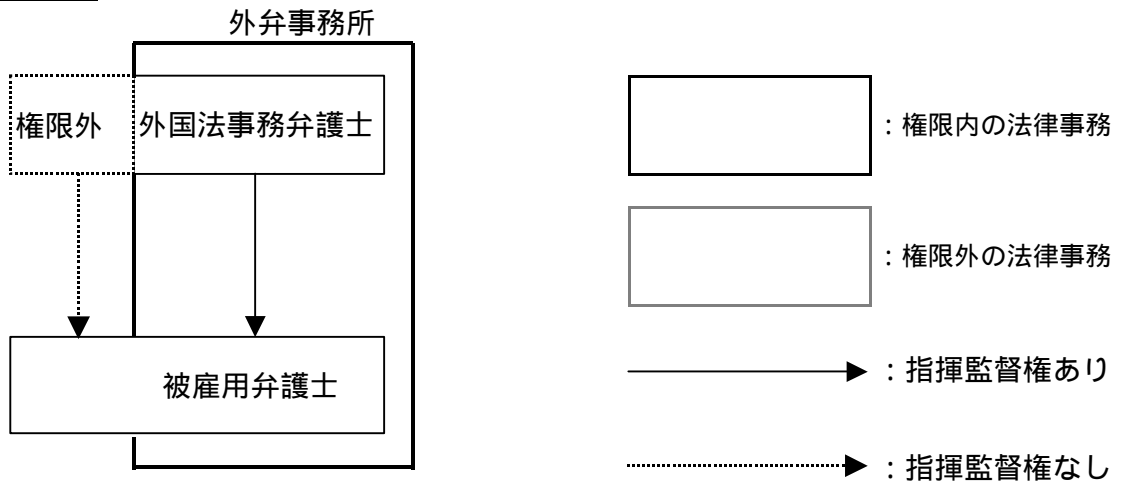 外弁事務所
権限外
外国法事務弁護士
被雇用弁護士
：権限内の法律事務
：権限外の法律事務
：指揮監督権あり
：指揮監督権なし